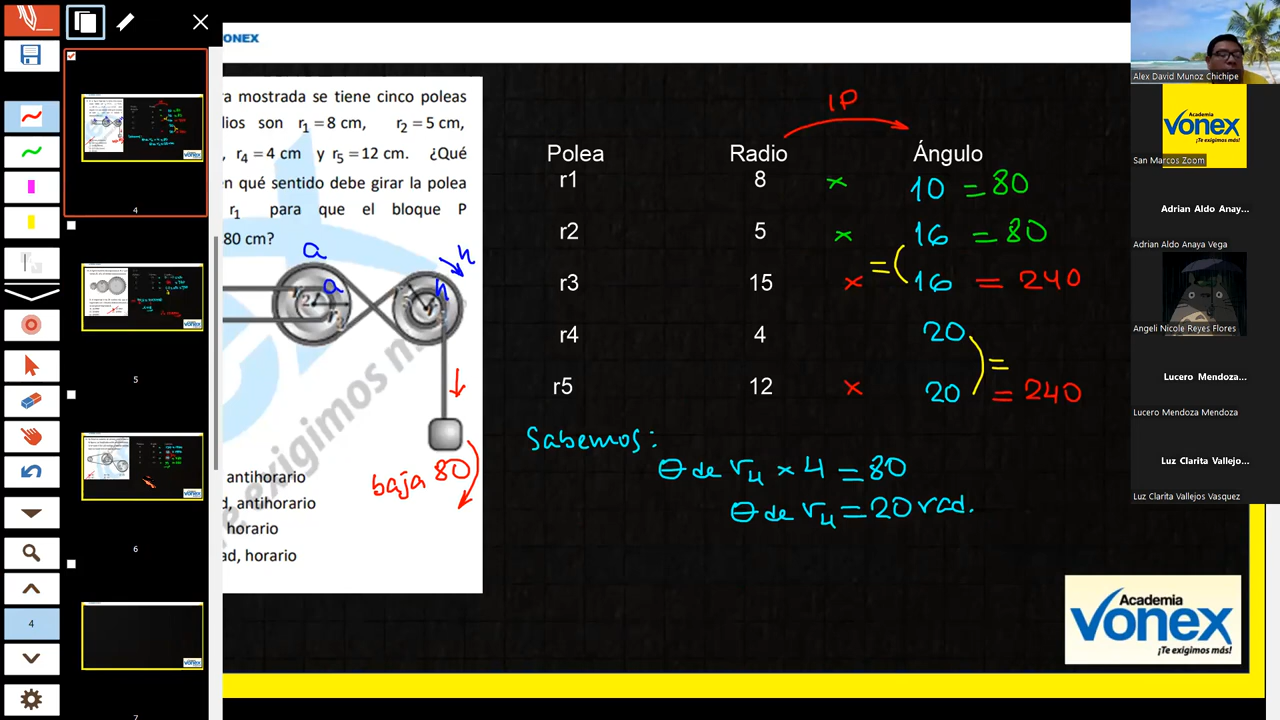 VONEX
ra mostrada se tiene cinco poleas
lios son r1 = 8 cm, r2 = 5 cm,
, r4 = 4 cm y r5 = 12 cm. ¿Qué
en qué sentido debe girar la polea
r1 para que el bloque P
80 cm?
a
a
h
h
baja 80
, antihorario
d, antihorario
, horario
ad, horario
IP
Polea Radio Ángulo
r1 8 × 10 = 80
r2 5 × 16 = 80
=(
r3 15 × 16 = 240
r4 4 20
) =
r5 12 × 20 = 240
Sabemos:
θ de r4 × 4 = 80
θ de r4 = 20 rad.
Academia
Vonex
¡Te exigimos más!
4
5
6
7
4
Alex David Munoz Chichipe
Academia
Vonex
¡Te exigimos más!
San Marcos Zoom
Adrian Aldo Anay...
Adrian Aldo Anaya Vega
Angeli Nicole Reyes Flores
Lucero Mendoza...
Lucero Mendoza Mendoza
Luz Clarita Vallejo...
Luz Clarita Vallejos Vasquez